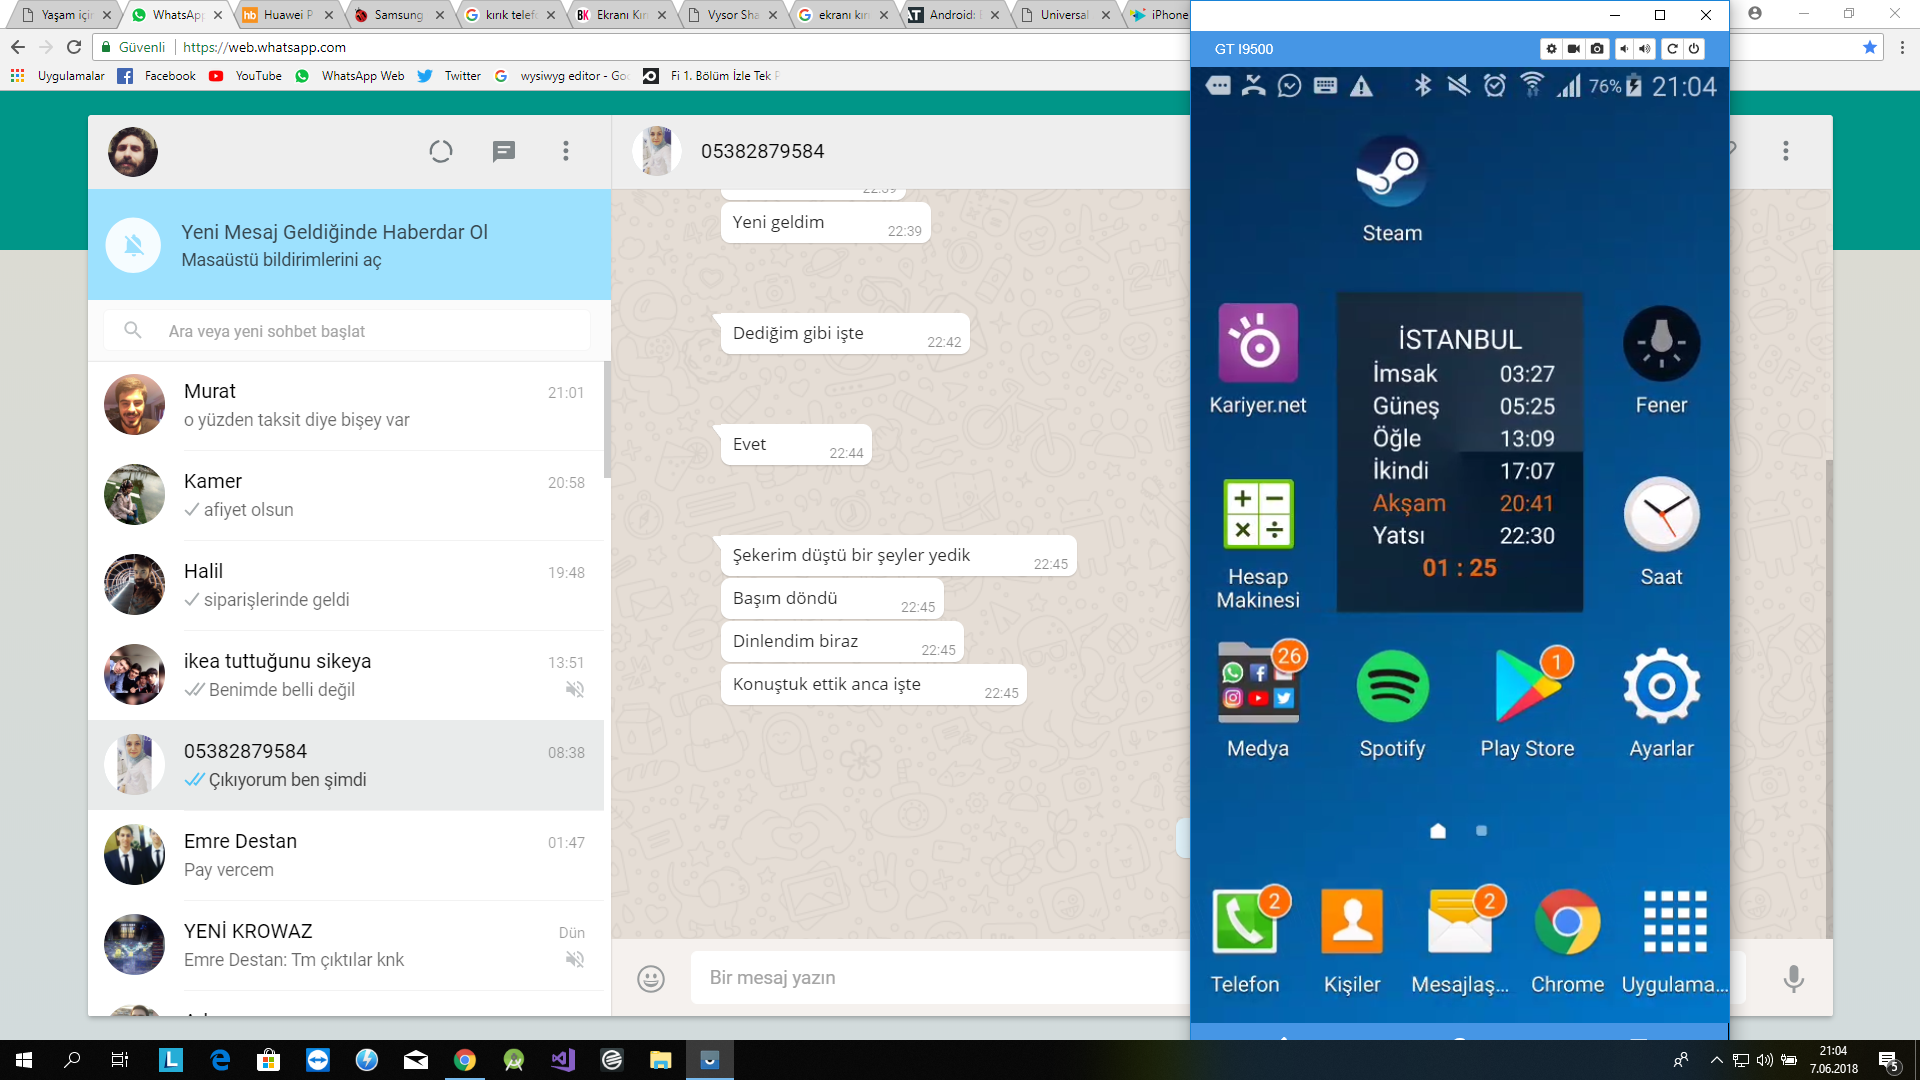 Yaşam için
WhatsApp
Huawei P
Samsung
kırık telefo
Ekranı Kırı
Vysor Sha
ekranı kırı
Android:
Universal
iPhone
Güvenli
https://web.whatsapp.com
Uygulamalar
Facebook
YouTube
WhatsApp Web
Twitter
wysiwyg editor - Goo
Fi 1. Bölüm İzle Tek P
05382879584
Yeni Mesaj Geldiğinde Haberdar Ol
Masaüstü bildirimlerini aç
Ara veya yeni sohbet başlat
Murat
21:01
o yüzden taksit diye bişey var
Kamer
20:58
afiyet olsun
Halil
19:48
siparişlerinde geldi
ikea tuttuğunu sikeya
13:51
Benimde belli değil
05382879584
08:38
Çıkıyorum ben şimdi
Emre Destan
01:47
Pay vercem
YENİ KROWAZ
Dün
Emre Destan: Tm çıktılar knk
22:39
Yeni geldim
22:39
Dediğim gibi işte
22:42
Evet
22:44
Şekerim düştü bir şeyler yedik
22:45
Başım döndü
22:45
Dinlendim biraz
22:45
Konuştuk ettik anca işte
22:45
Bir mesaj yazın
GT I9500
76%
21:04
Steam
Kariyer.net
İSTANBUL
İmsak 03:27
Güneş 05:25
Öğle 13:09
İkindi 17:07
Akşam 20:41
Yatsı 22:30
01 : 25
Fener
Hesap
Makinesi
Saat
26
1
Medya
Spotify
Play Store
Ayarlar
2
2
Telefon
Kişiler
Mesajlaş...
Chrome
Uygulama...
21:04
7.06.2018
5